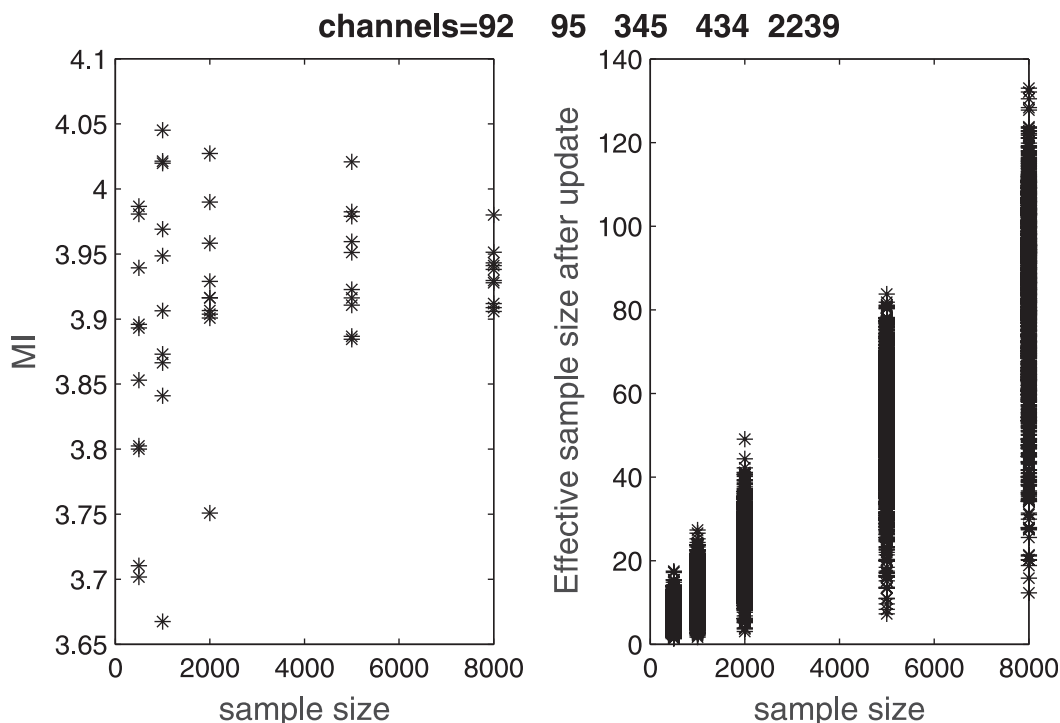 channels=92 95 345 434 2239
4.1
4.05
4
3.95
3.9
3.85
3.8
3.75
3.7
3.65
MI
0 2000 4000 6000 8000
sample size
140
120
100
80
60
40
20
0
Effective sample size after update
0 2000 4000 6000 8000
sample size